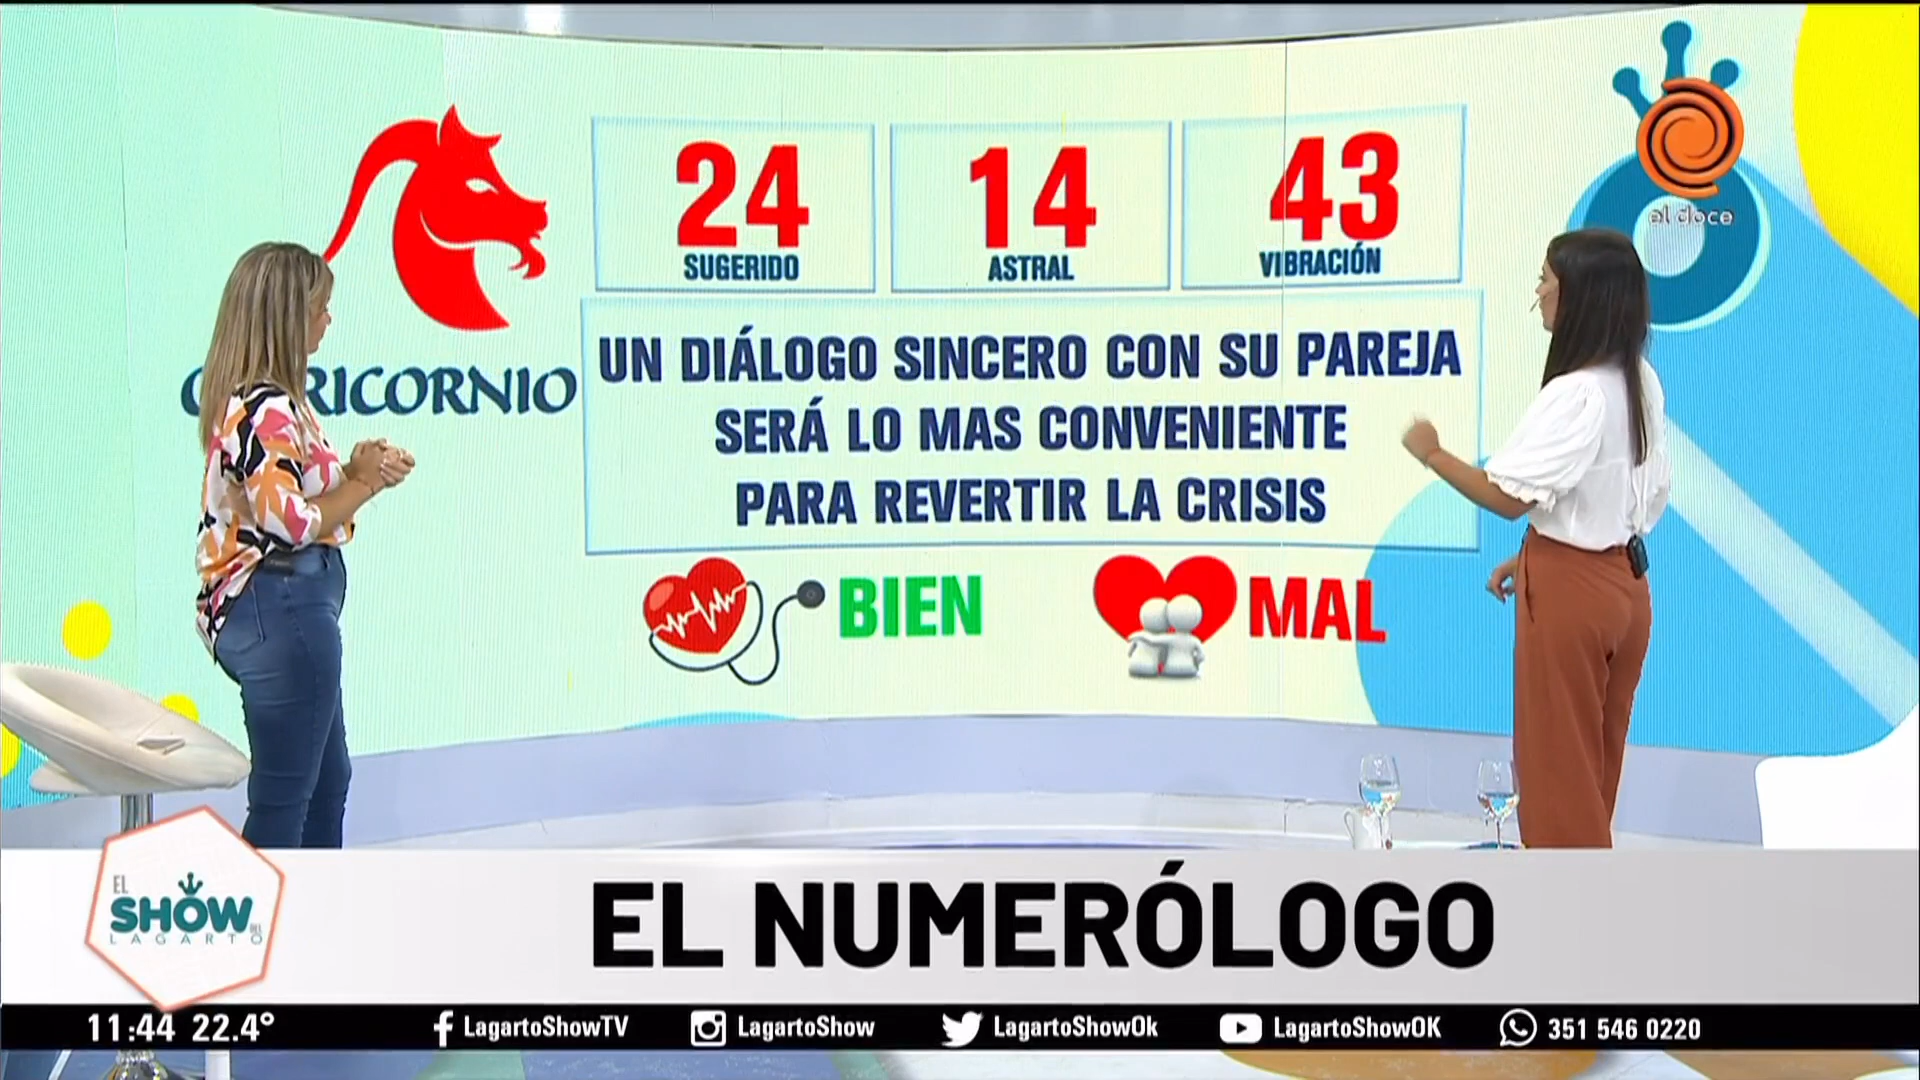 24
SUGERIDO
14
ASTRAL
43
VIBRACIÓN
el doce
UN DIÁLOGO SINCERO CON SU PAREJA
SERÁ LO MAS CONVENIENTE
PARA REVERTIR LA CRISIS
BIEN
MAL
EL
SHOW
DEL
LAGARTO
EL NUMERÓLOGO
11:44 22.4°
LagartoShowTV
LagartoShow
LagartoShowOk
LagartoShowOK
351 546 0220